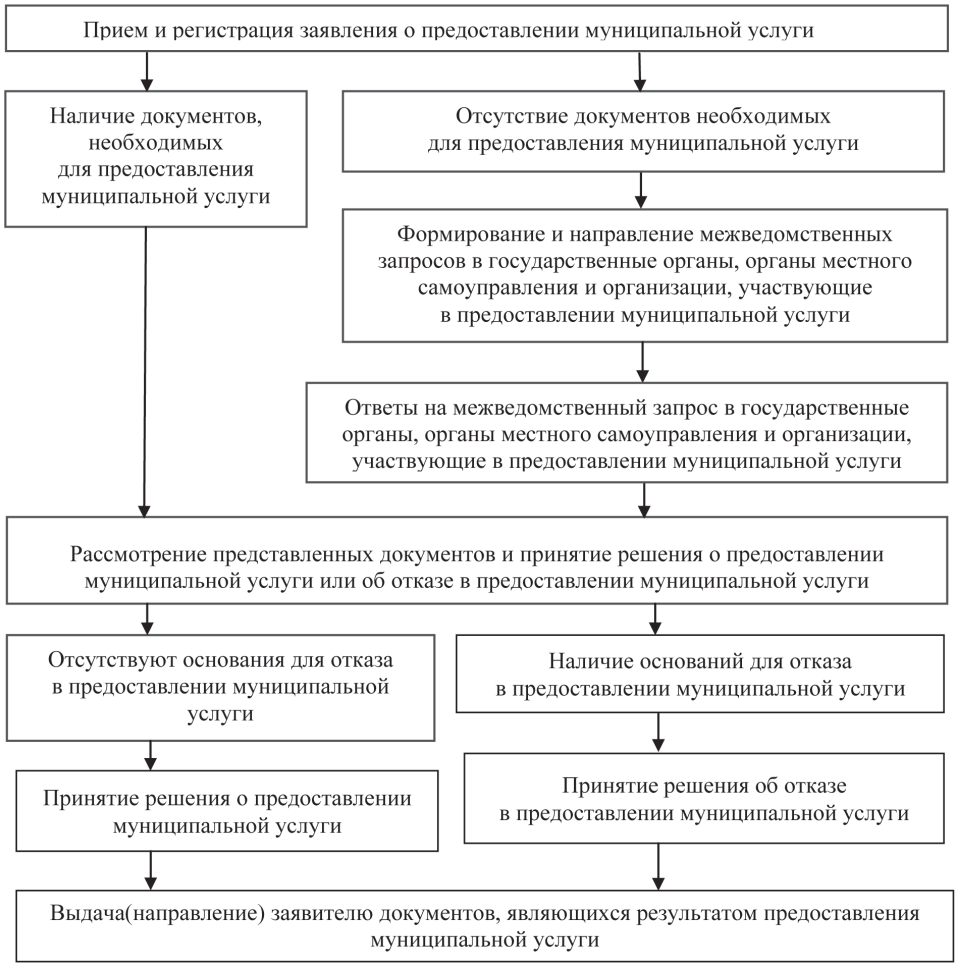 Прием и регистрация заявления о предоставлении муниципальной услуги
Наличие документов,
необходимых
для предоставления
муниципальной услуги
Отсутствие документов необходимых
для предоставления муниципальной услуги
Формирование и направление межведомственных
запросов в государственные органы, органы местного
самоуправления и организации, участвующие
в предоставлении муниципальной услуги
Ответы на межведомственный запрос в государственные
органы, органы местного самоуправления и организации,
участвующие в предоставлении муниципальной услуги
Рассмотрение представленных документов и принятие решения о предоставлении
муниципальной услуги или об отказе в предоставлении муниципальной услуги
Отсутствуют основания для отказа
в предоставлении муниципальной
услуги
Наличие оснований для отказа
в предоставлении муниципальной услуги
Принятие решения о предоставлении
муниципальной услуги
Принятие решения об отказе
в предоставлении муниципальной услуги
Выдача(направление) заявителю документов, являющихся результатом предоставления
муниципальной услуги